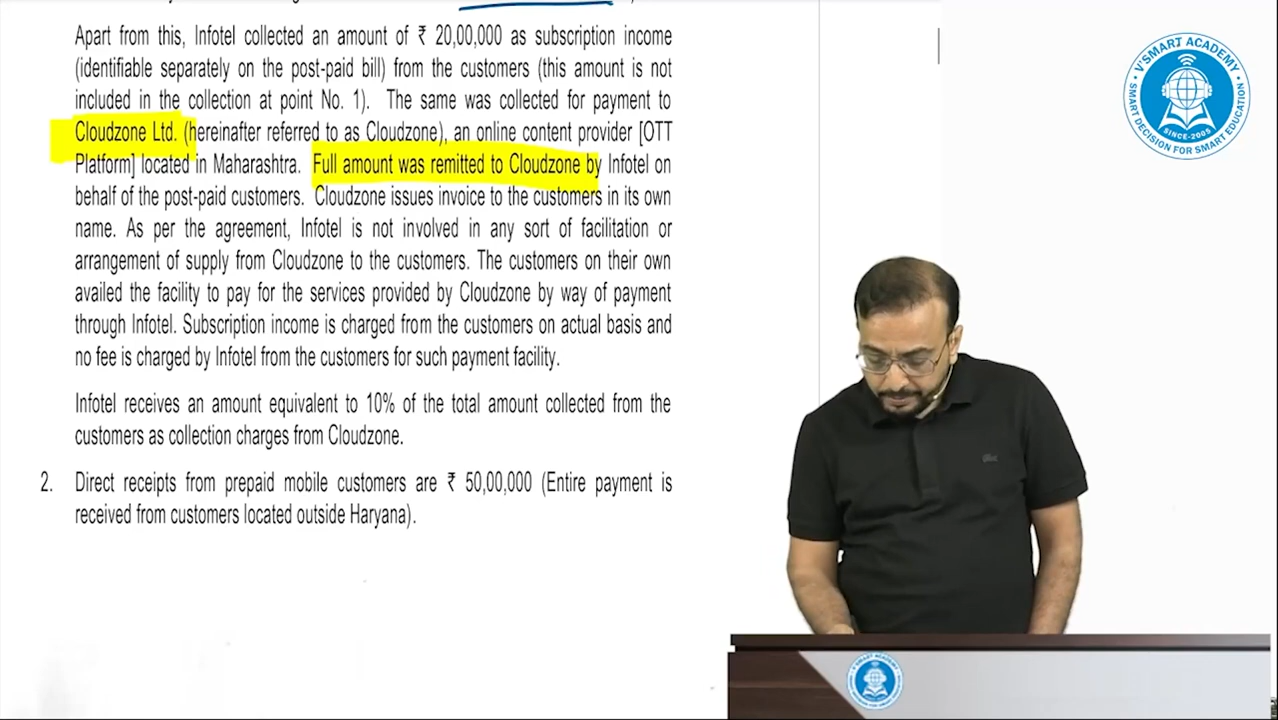 Apart from this, Infotel collected an amount of ₹ 20,00,000 as subscription income
(identifiable separately on the post-paid bill) from the customers (this amount is not
included in the collection at point No. 1). The same was collected for payment to
Cloudzone Ltd. (hereinafter referred to as Cloudzone), an online content provider [OTT
Platform] located in Maharashtra. Full amount was remitted to Cloudzone by Infotel on
behalf of the post-paid customers. Cloudzone issues invoice to the customers in its own
name. As per the agreement, Infotel is not involved in any sort of facilitation or
arrangement of supply from Cloudzone to the customers. The customers on their own
availed the facility to pay for the services provided by Cloudzone by way of payment
through Infotel. Subscription income is charged from the customers on actual basis and
no fee is charged by Infotel from the customers for such payment facility.
Infotel receives an amount equivalent to 10% of the total amount collected from the
customers as collection charges from Cloudzone.
2. Direct receipts from prepaid mobile customers are ₹ 50,00,000 (Entire payment is
received from customers located outside Haryana).
V'SMART ACADEMY
SMART DECISION FOR SMART EDUCATION
SINCE-2005
V'SMART ACADEMY